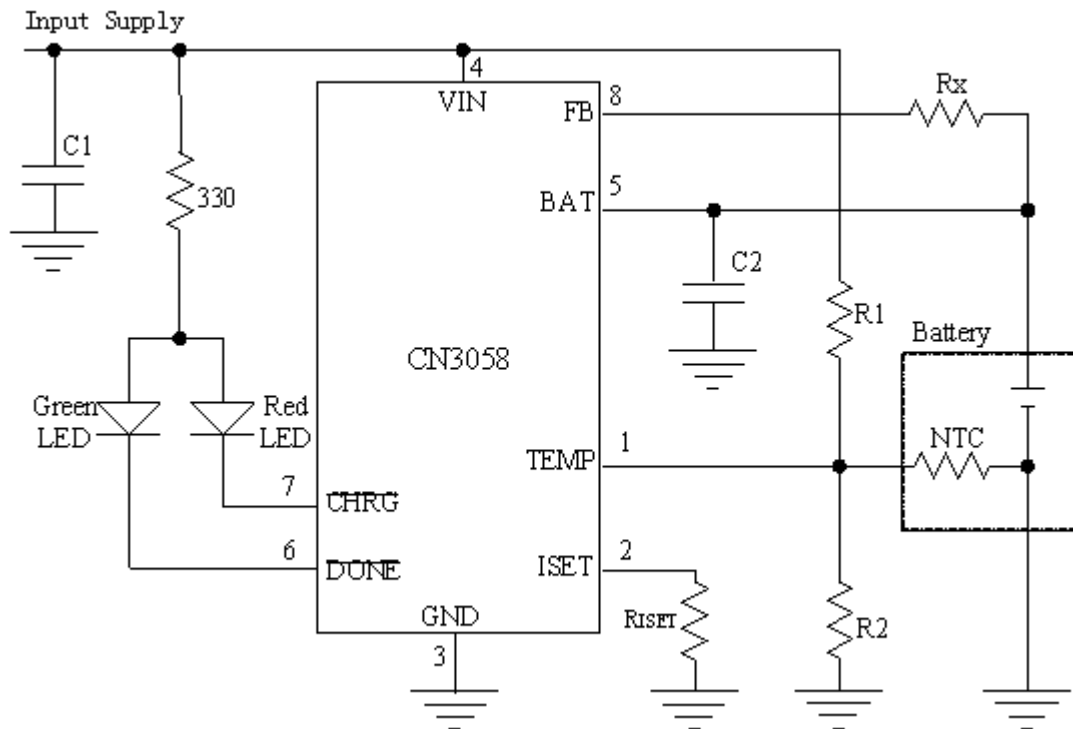 Input Supply
4
VIN
8
FB
Rx
C1
330
5
BAT
C2
R1
Battery
CN3058
Green
LED
Red
LED
1
TEMP
NTC
7
CHRG
6
DONE
2
ISET
RISET
R2
GND
3